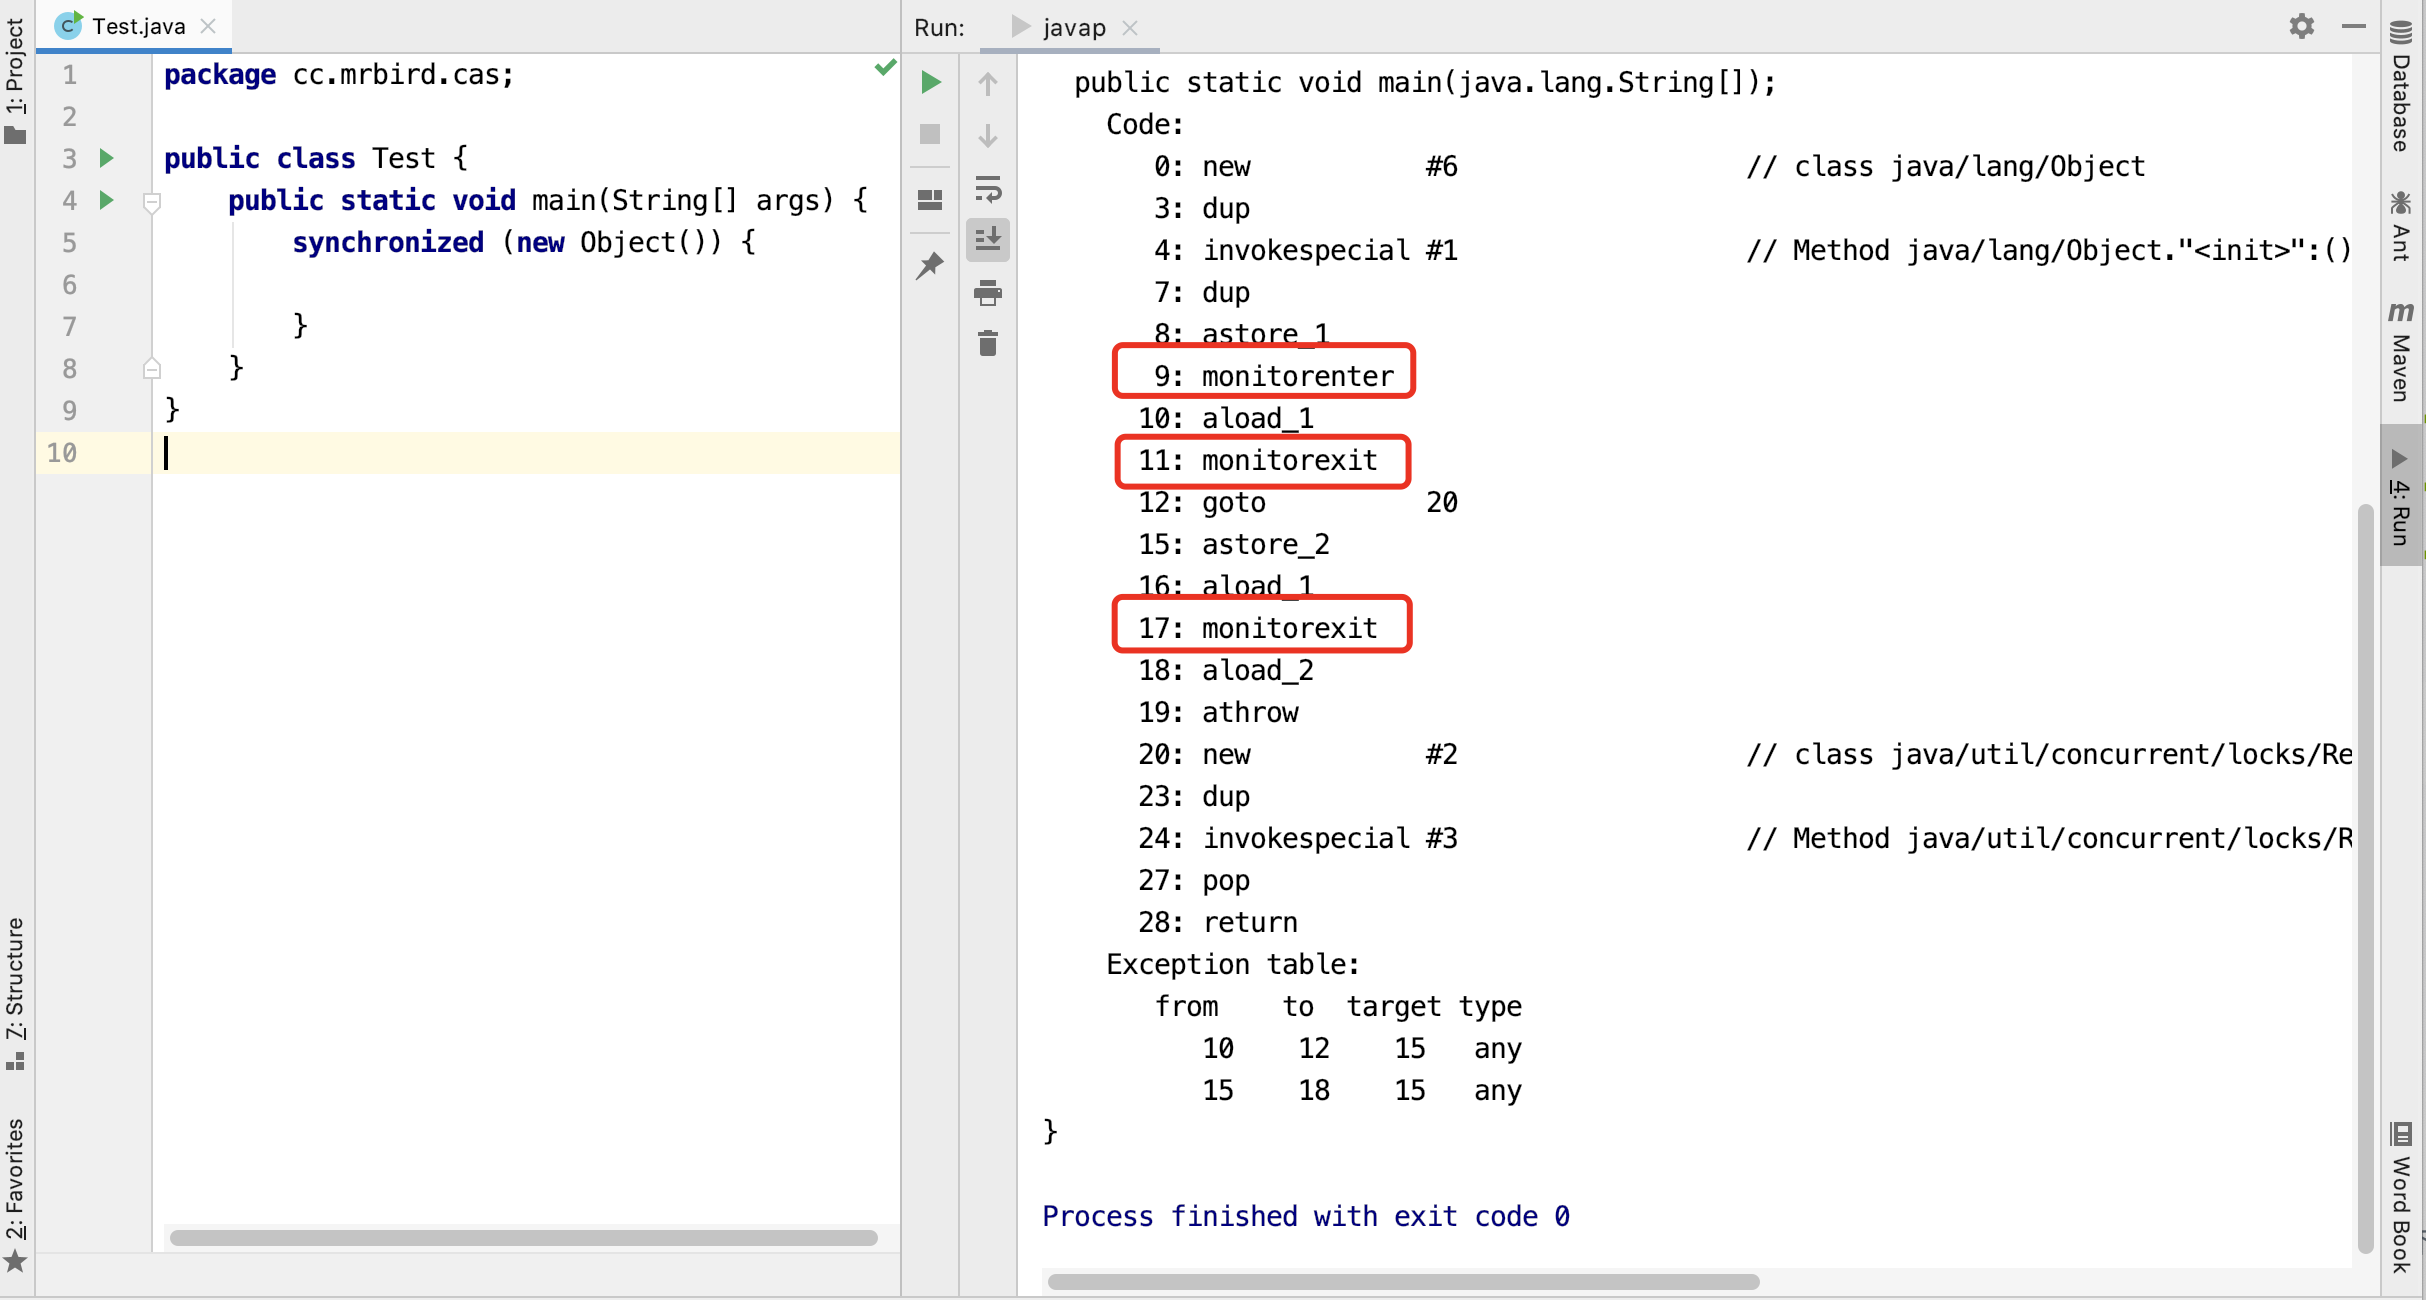 1: Project
Test.java
1 package cc.mrbird.cas;
2
3 public class Test {
4 public static void main(String[] args) {
5 synchronized (new Object()) {
6
7 }
8 }
9 }
10
7: Structure
2: Favorites
Run: javap
public static void main(java.lang.String[]);
Code:
0: new #6 // class java/lang/Object
3: dup
4: invokespecial #1 // Method java/lang/Object."<init>":()
7: dup
8: astore_1
9: monitorenter
10: aload_1
11: monitorexit
12: goto 20
15: astore_2
16: aload_1
17: monitorexit
18: aload_2
19: athrow
20: new #2 // class java/util/concurrent/locks/Re
23: dup
24: invokespecial #3 // Method java/util/concurrent/locks/R
27: pop
28: return
Exception table:
from to target type
10 12 15 any
15 18 15 any
}
Process finished with exit code 0
Database
Ant
Maven
4: Run
Word Book